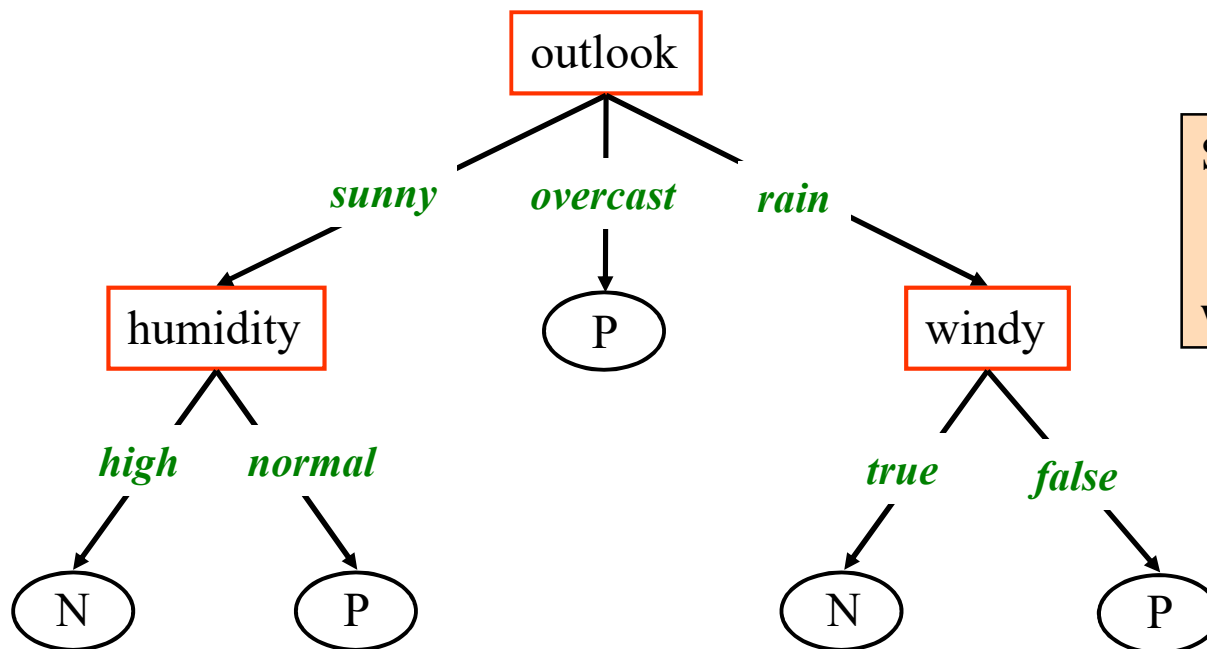 outlook
sunny overcast rain
humidity P windy
high normal true false
N P N P